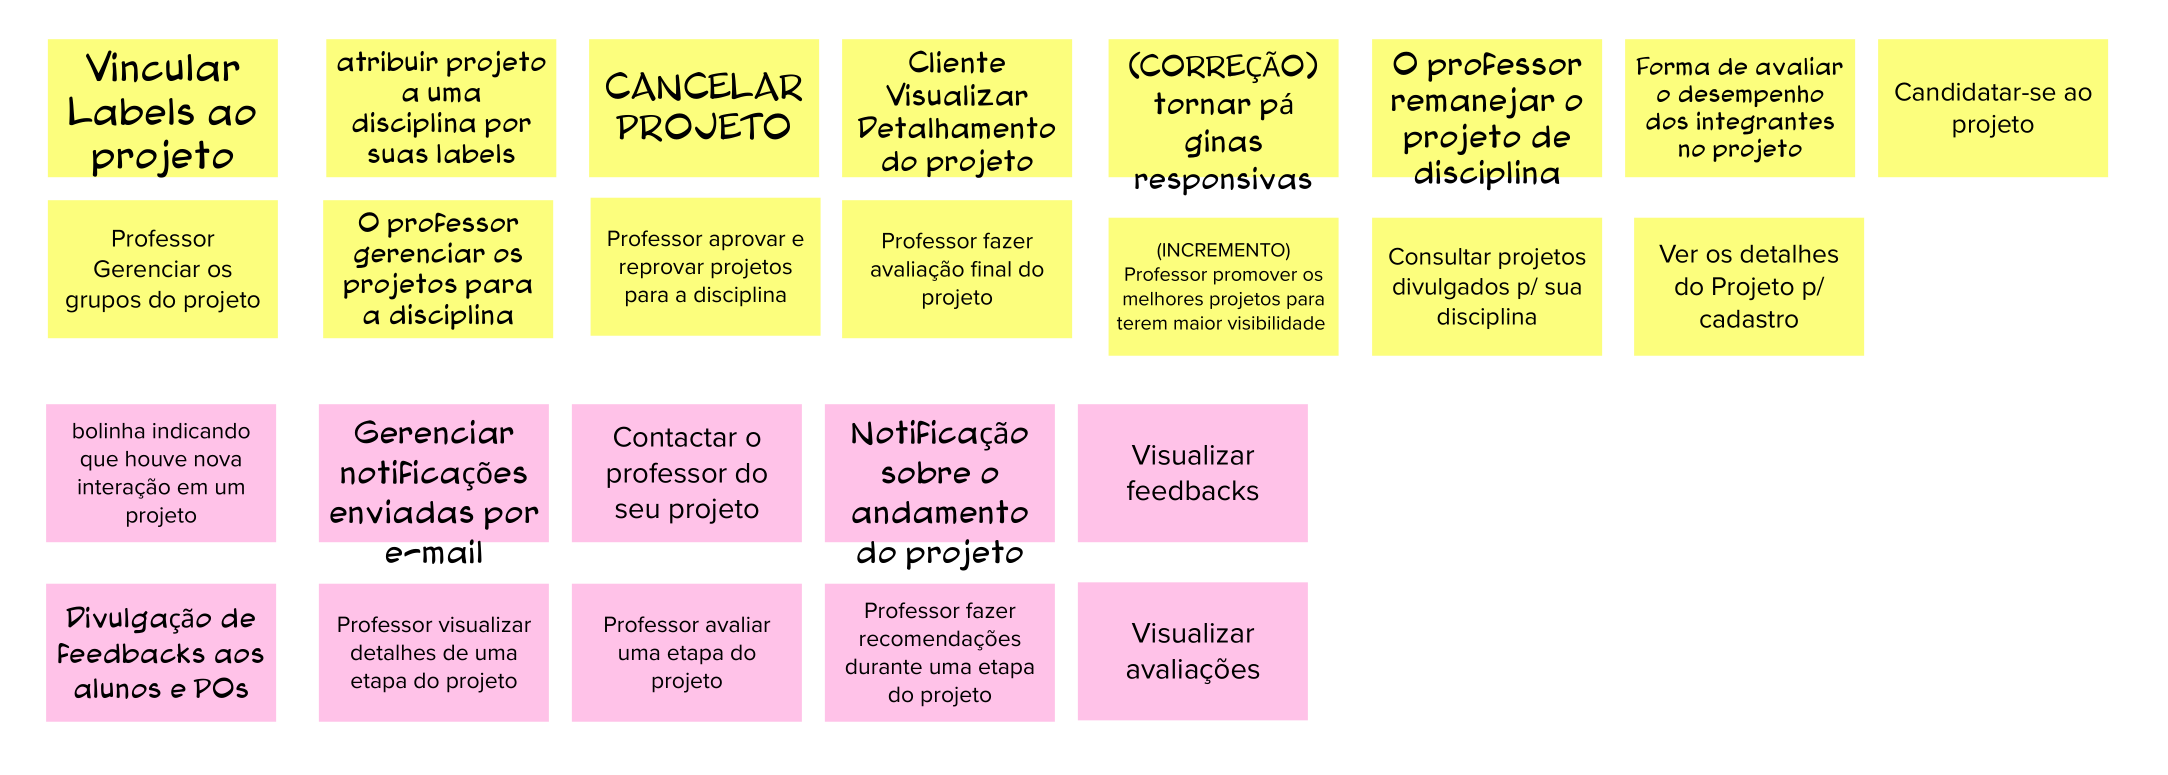 Vincular
Labels ao
projeto
atribuir projeto
a uma
disciplina por
suas labels
CANCELAR
PROJETO
Cliente
Visualizar
Detalhamento
do projeto
(CORREÇÃO)
tornar pá
ginas
responsivas
O professor
remanejar o
projeto de
disciplina
Forma de avaliar
o desempenho
dos integrantes
no projeto
Candidatar-se ao
projeto
Professor
Gerenciar os
grupos do projeto
O professor
gerenciar os
projetos para
a disciplina
Professor aprovar e
reprovar projetos
para a disciplina
Professor fazer
avaliação final do
projeto
(INCREMENTO)
Professor promover os
melhores projetos para
terem maior visibilidade
Consultar projetos
divulgados p/ sua
disciplina
Ver os detalhes
do Projeto p/
cadastro
bolinha indicando
que houve nova
interação em um
projeto
Gerenciar
notificações
enviadas por
e-mail
Contactar o
professor do
seu projeto
Notificação
sobre o
andamento
do projeto
Visualizar
feedbacks
Divulgação de
feedbacks aos
alunos e POs
Professor visualizar
detalhes de uma
etapa do projeto
Professor avaliar
uma etapa do
projeto
Professor fazer
recomendações
durante uma etapa
do projeto
Visualizar
avaliações